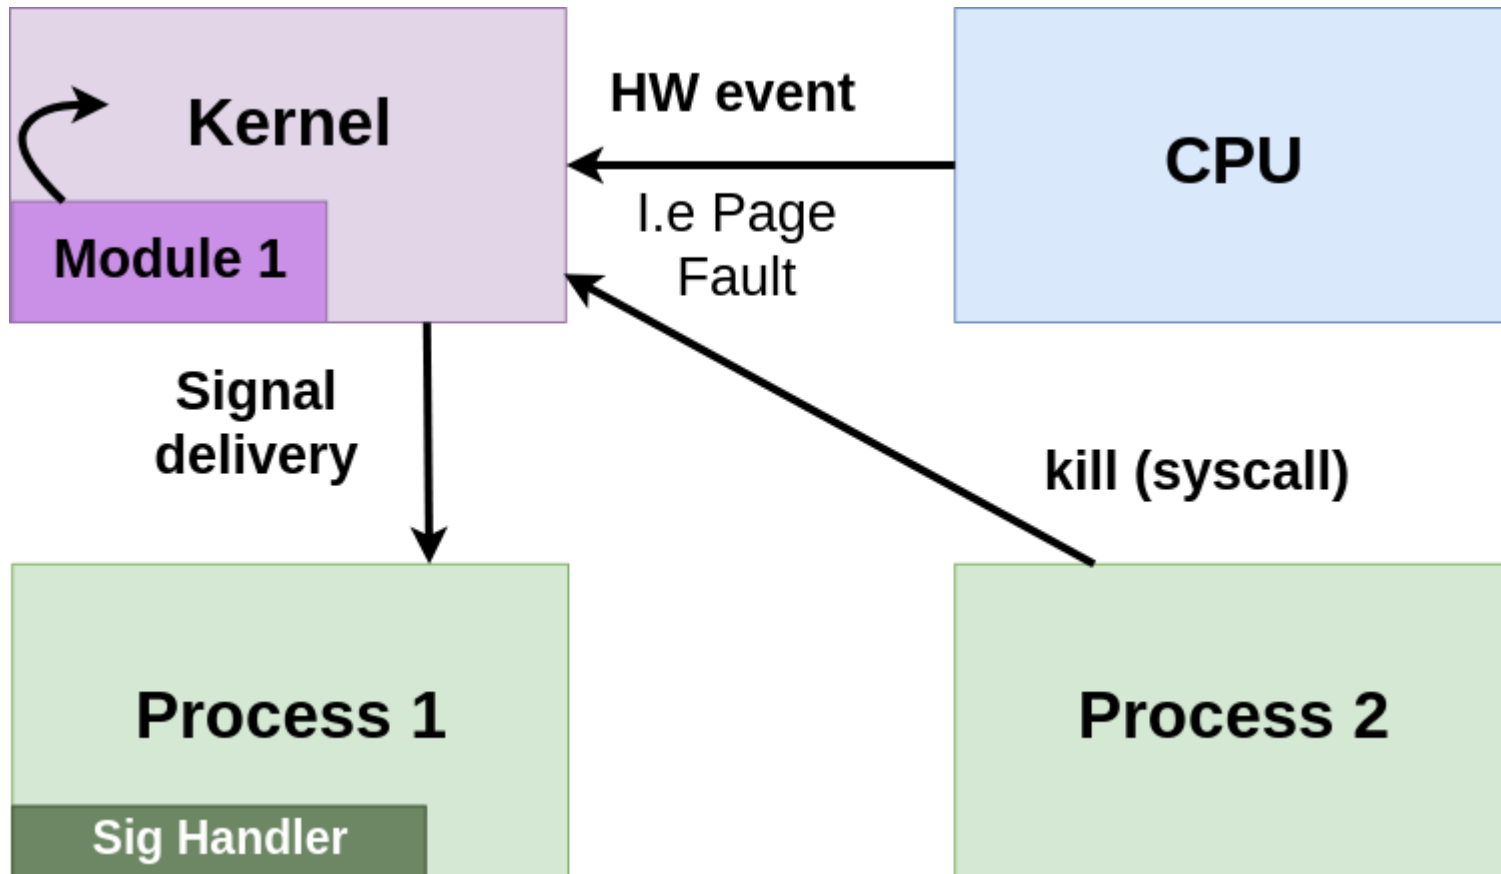 Kernel
HW event
CPU
I.e Page
Fault
Module 1
Signal
delivery
kill (syscall)
Process 1
Process 2
Sig Handler